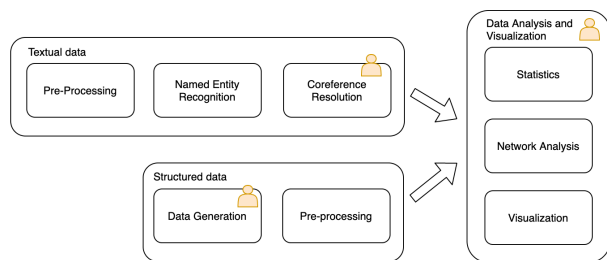 Textual data
Pre-Processing
Named Entity
Recognition
Coreference
Resolution
Structured data
Data Generation
Pre-processing
Data Analysis and
Visualization
Statistics
Network Analysis
Visualization